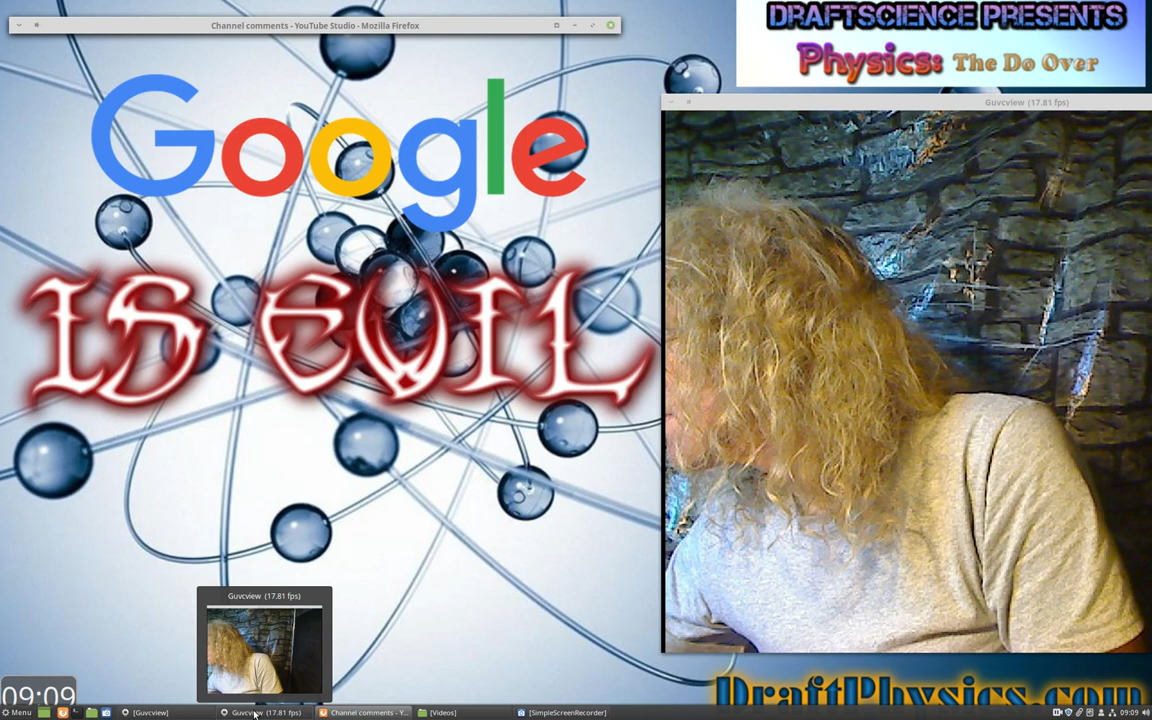 Channel comments - YouTube Studio - Mozilla Firefox
DRAFTSCIENCE PRESENTS
Physics: The Do Over
Guvcview (17.81 fps)
Google
IS EVIL
Guvcview (17.81 fps)
09:09
DraftPhysics.com
Menu
[Guvcview]
Guvcview (17.81 fps)
Channel comments - Y...
[Videos]
[SimpleScreenRecorder]
09:09